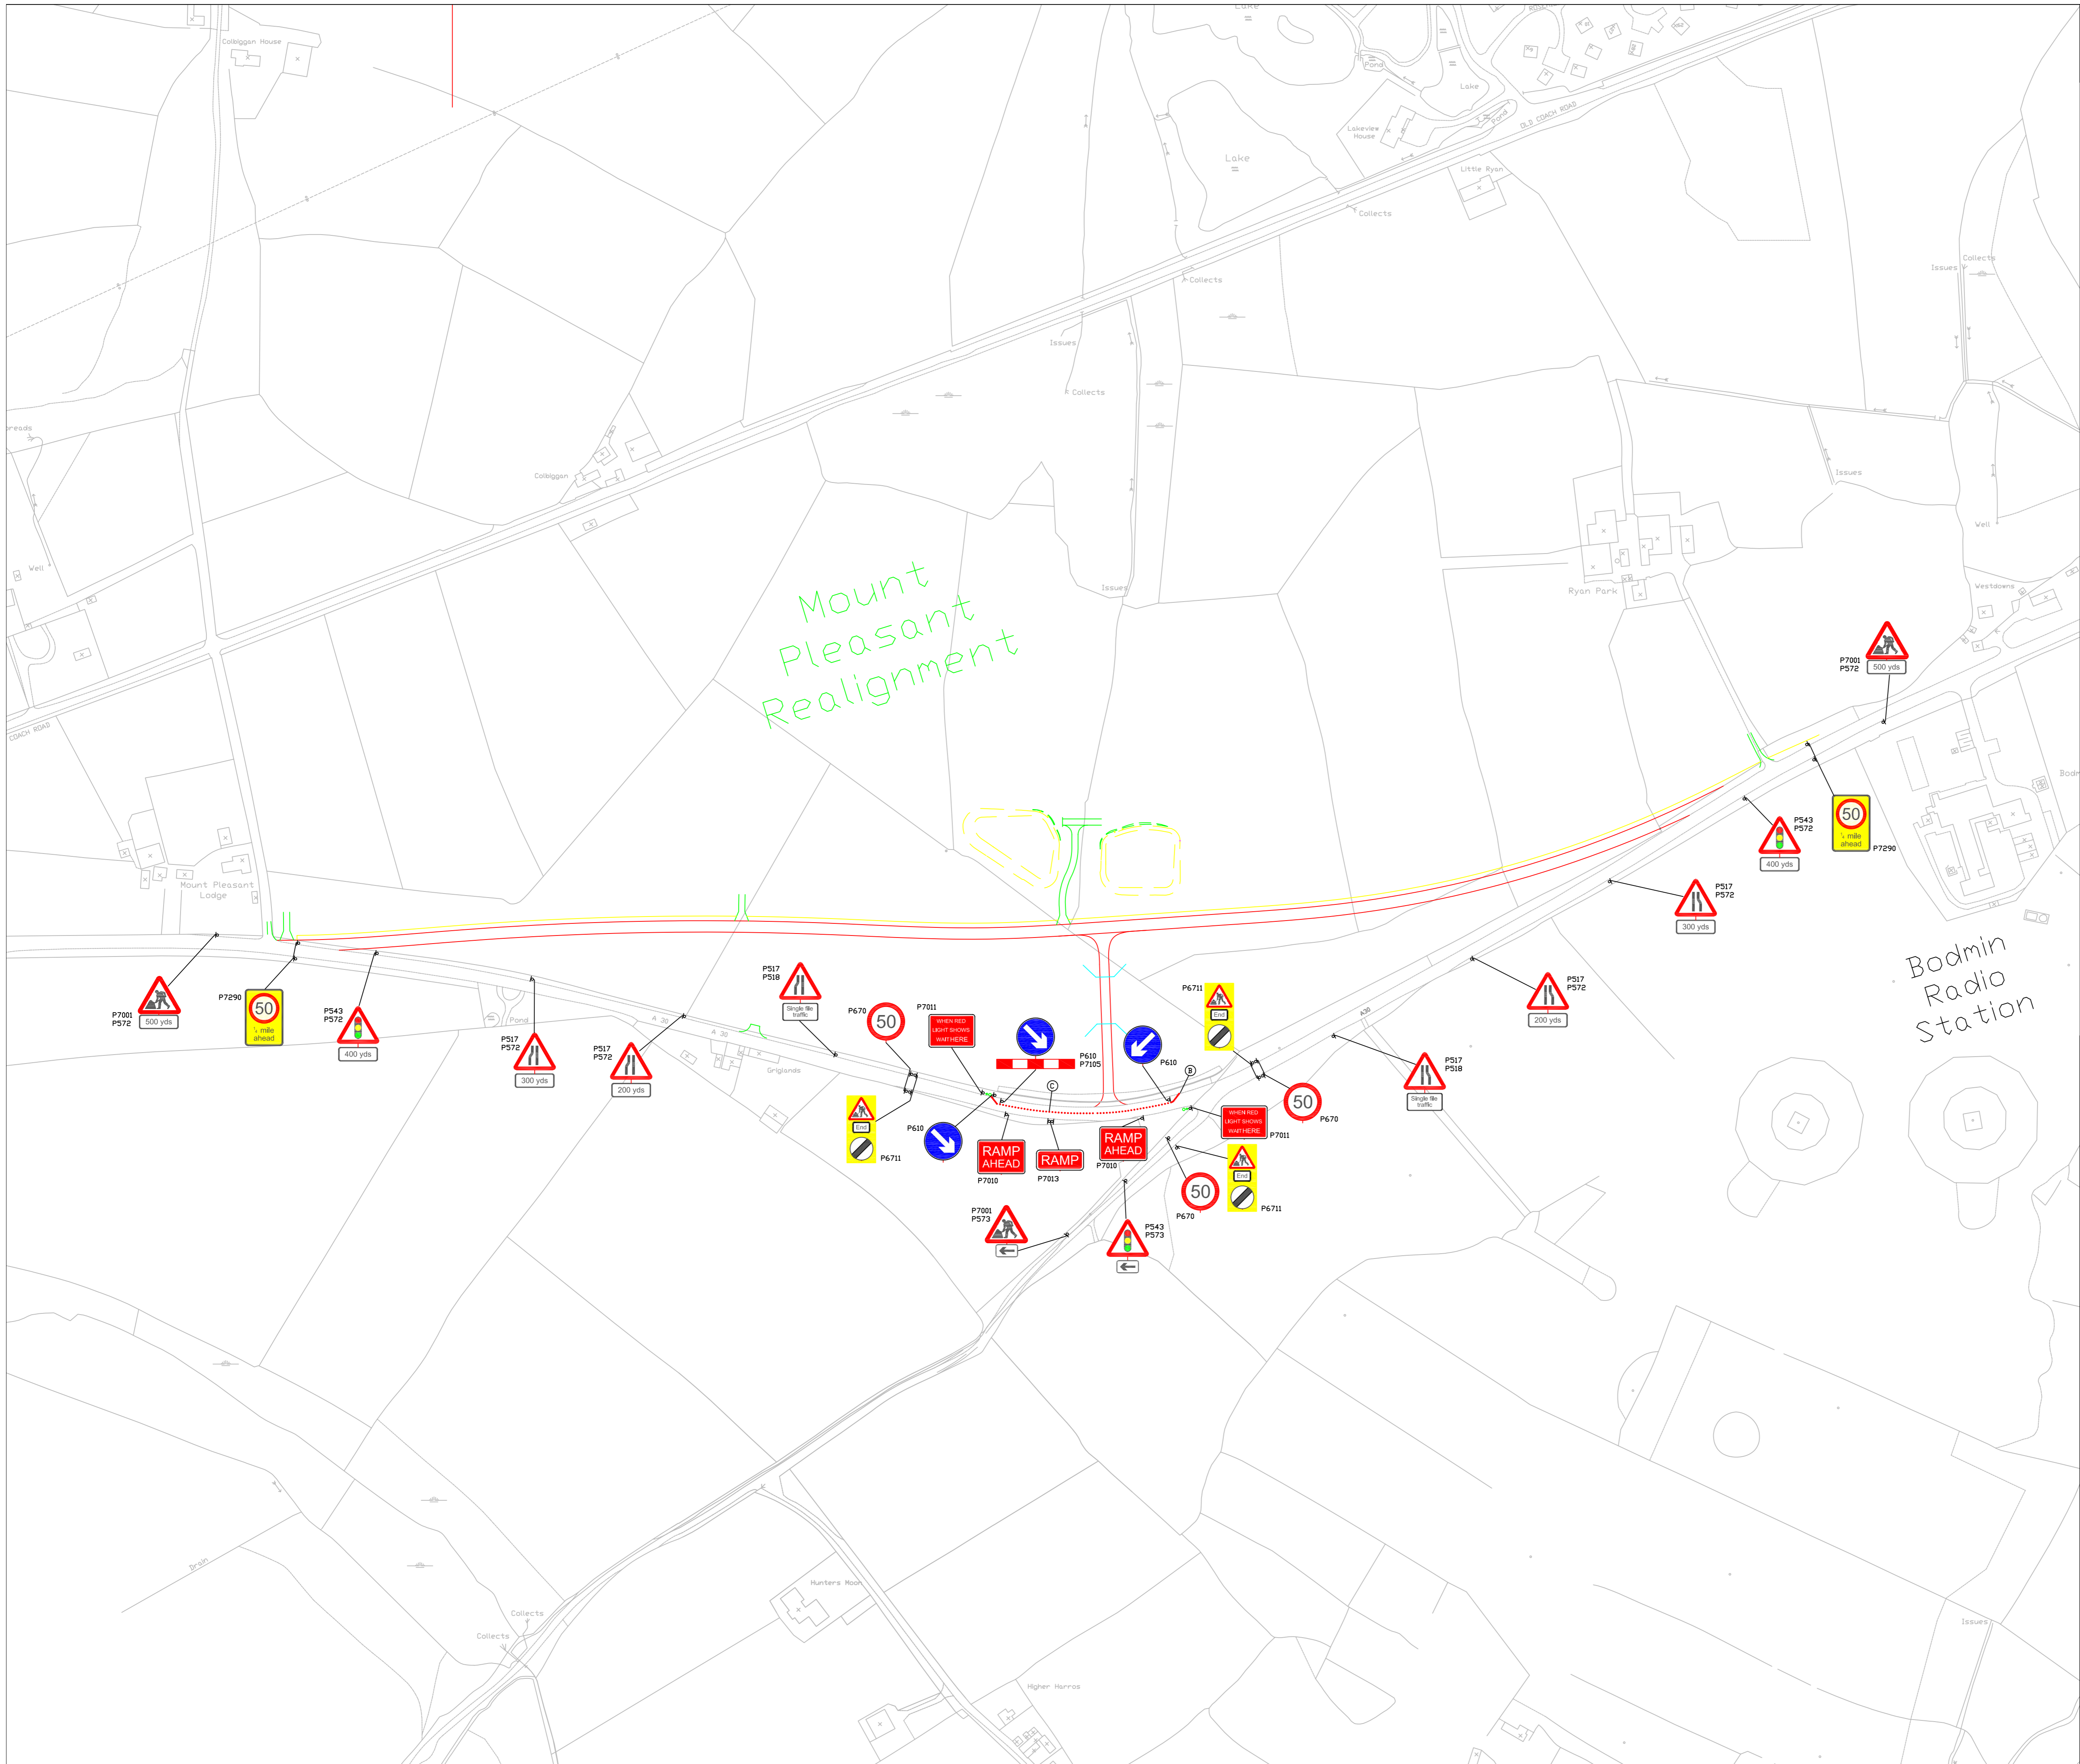 Lake
Colbiggan House
Pond
Lake
OLD COACH ROAD
Pond
Lakeview
House
Lake
Little Ryan
Collects
Collects
Issues
Collects
Issues
Collects
Colbiggan
Issues
Well
Well
Mount
Pleasant
Realignment
Issues
Ryan Park
Westdowns
P7001
P572
500 yds
COACH ROAD
50
mile
ahead
P7290
P543
P572
400 yds
Mount Pleasant
Lodge
P517
P572
300 yds
Bodmin
Radio
Station
P7001
P572
500 yds
P7290
50
mile
ahead
P543
P572
400 yds
Pond
P517
P572
300 yds
P517
P572
200 yds
A 30
A 30
Griglands
P517
P518
Single file
traffic
P670
50
P7011
WHEN RED
LIGHT SHOWS
WAIT HERE
P610
P7105
P610
P6711
End
A30
P517
P572
200 yds
P517
P518
Single file
traffic
C
B
50
P670
End
P6711
P610
RAMP
AHEAD
P7010
RAMP
P7013
RAMP
AHEAD
P7010
WHEN RED
LIGHT SHOWS
WAIT HERE
P7011
End
P6711
50
P670
P7001
P573
P543
P573
Drain
Hunters Moon
Collects
Collects
Issues
Higher Harros